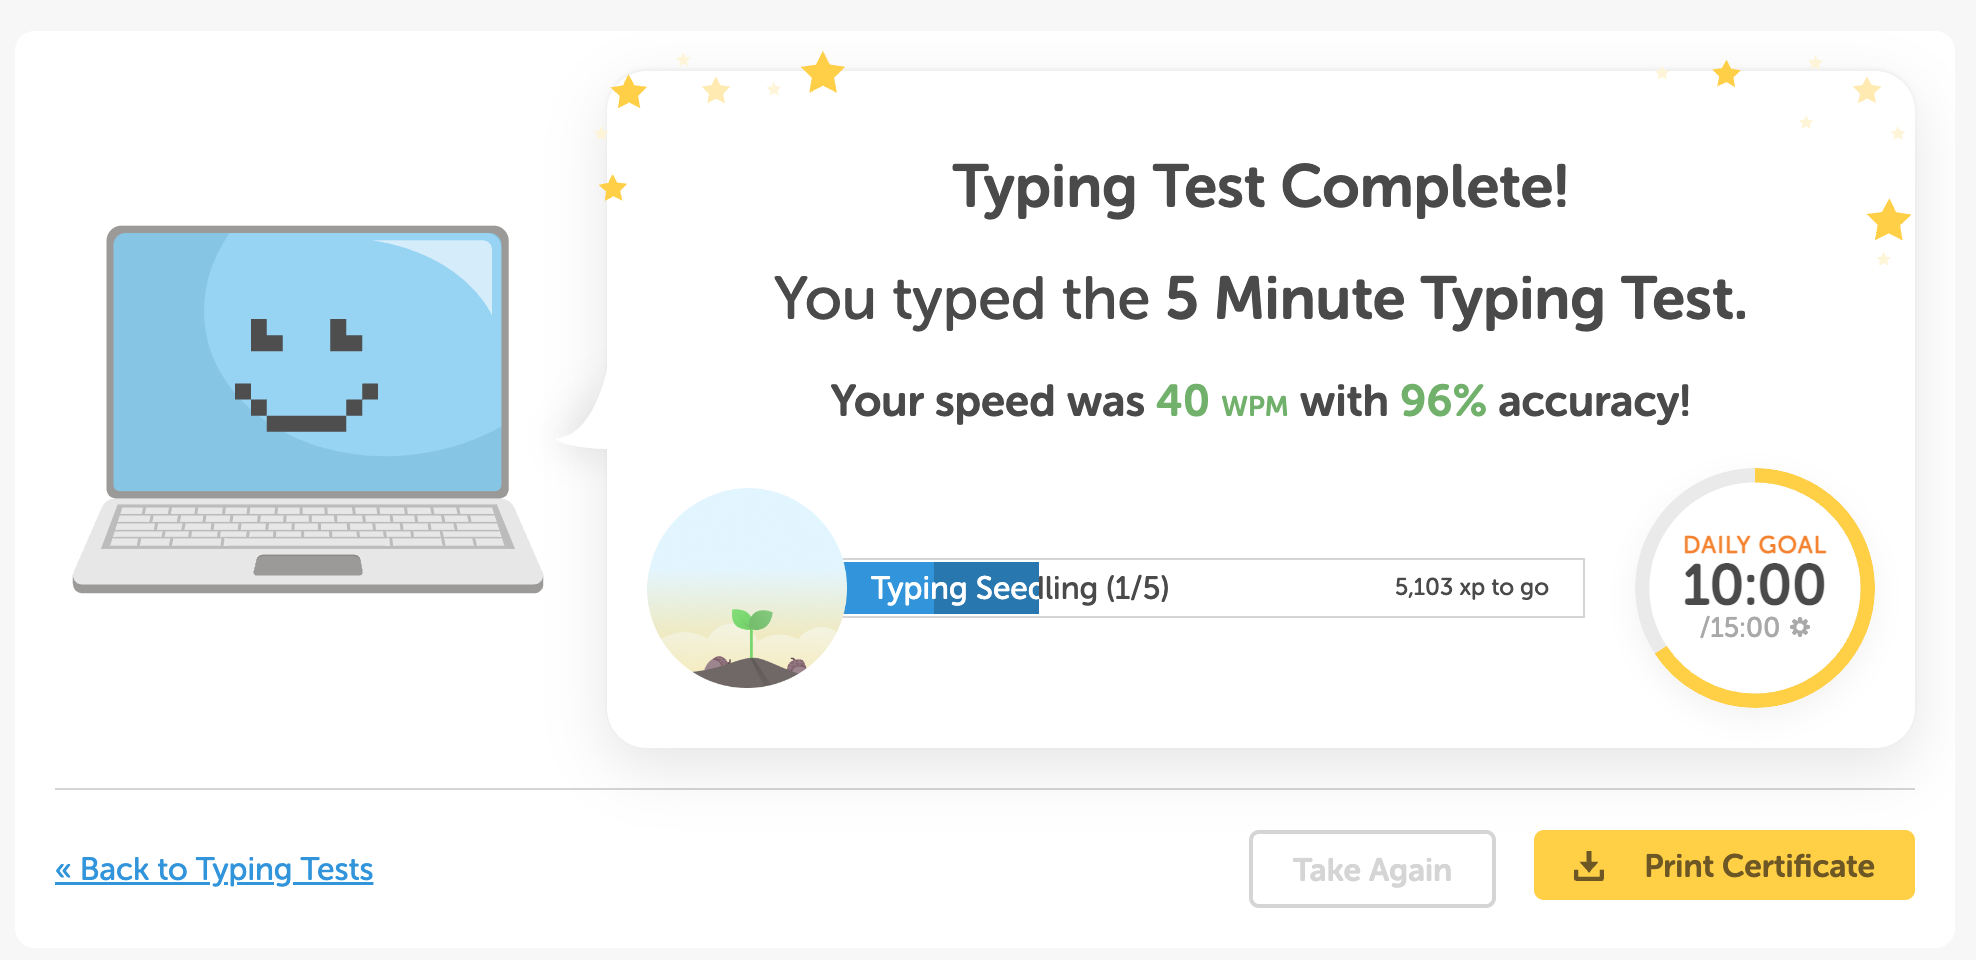 Typing Test Complete!
You typed the 5 Minute Typing Test.
Your speed was 40 WPM with 96% accuracy!
Typing Seedling (1/5)
5,103 xp to go
DAILY GOAL
10:00
/15:00
« Back to Typing Tests
Take Again
Print Certificate